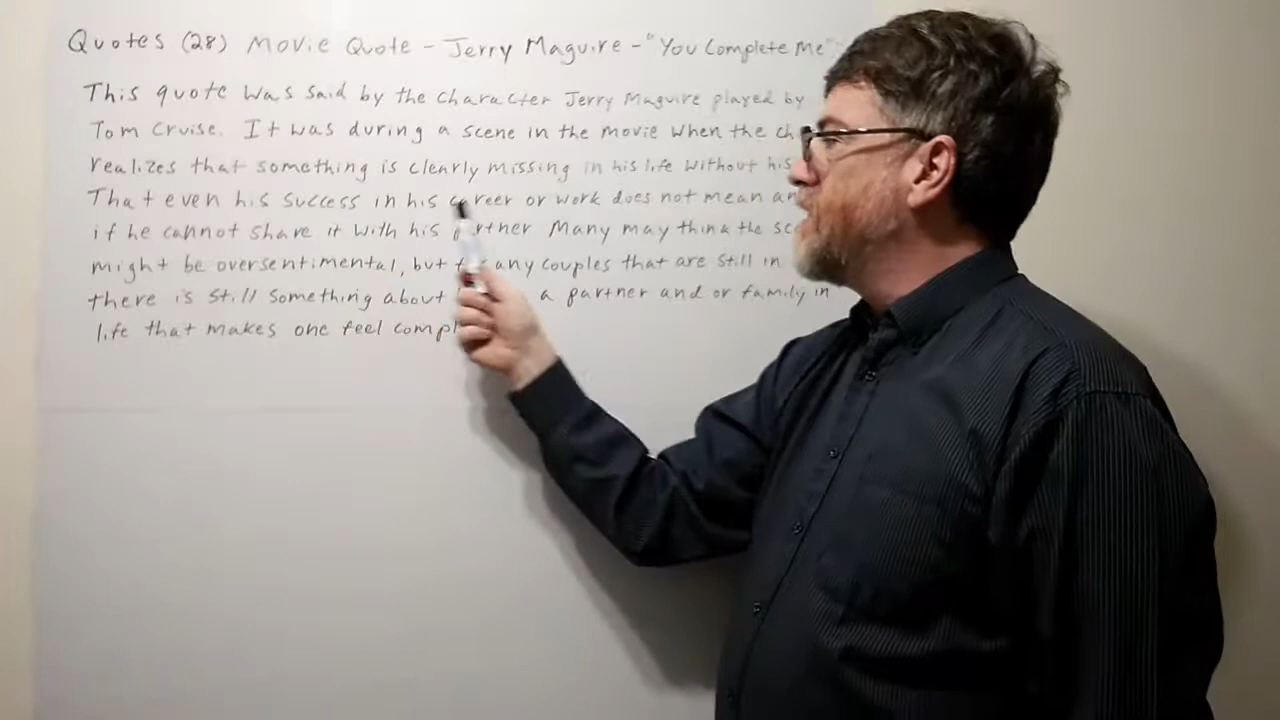 Quotes (28) Movie Quote - Jerry Maguire - "You Complete Me"
This quote was said by the character Jerry Maguire played by
Tom Cruise. It was during a scene in the movie when the
realizes that something is clearly missing in his life without his
That even his success in his career or work does not mean
if he cannot share it with his partner Many may think the
might be oversentimental, but any couples that are still in
there is still something about a partner and or family in
life that makes one feel